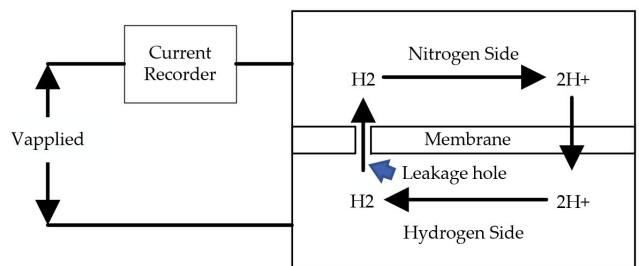 Current
Recorder
Nitrogen Side
H2
2H+
Vapplied
Membrane
Leakage hole
H2
2H+
Hydrogen Side